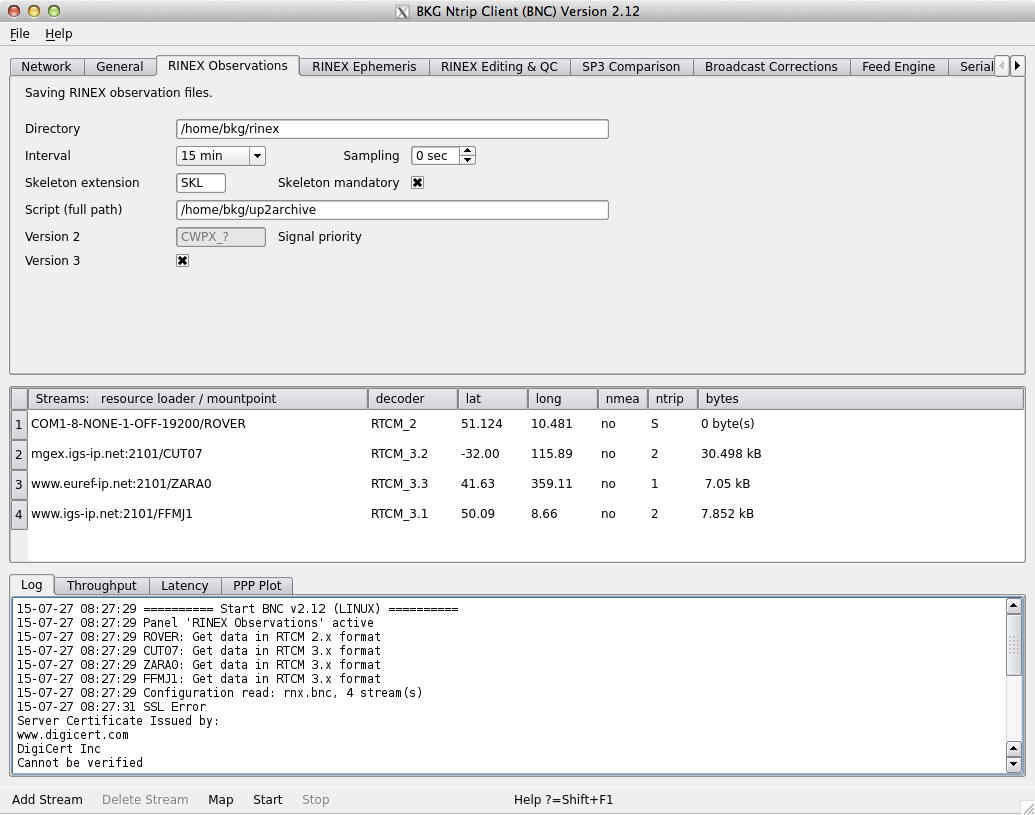 BKG Ntrip Client (BNC) Version 2.12
File Help
Network General RINEX Observations RINEX Ephemeris RINEX Editing & QC SP3 Comparison Broadcast Corrections Feed Engine Serial
Saving RINEX observation files.
Directory /home/bkg/rinex
Interval 15 min Sampling 0 sec
Skeleton extension SKL Skeleton mandatory
Script (full path) /home/bkg/up2archive
Version 2 CWPX_? Signal priority
Version 3
Streams: resource loader / mountpoint decoder lat long nmea ntrip bytes
1 COM1-8-NONE-1-OFF-19200/ROVER RTCM_2 51.124 10.481 no S 0 byte(s)
2 mgex.igs-ip.net:2101/CUT07 RTCM_3.2 -32.00 115.89 no 2 30.498 kB
3 www.euref-ip.net:2101/ZARA0 RTCM_3.3 41.63 359.11 no 1 7.05 kB
4 www.igs-ip.net:2101/FFMJ1 RTCM_3.1 50.09 8.66 no 2 7.852 kB
Log Throughput Latency PPP Plot
15-07-27 08:27:29 ========== Start BNC v2.12 (LINUX) ==========
15-07-27 08:27:29 Panel 'RINEX Observations' active
15-07-27 08:27:29 ROVER: Get data in RTCM 2.x format
15-07-27 08:27:29 CUT07: Get data in RTCM 3.x format
15-07-27 08:27:29 ZARA0: Get data in RTCM 3.x format
15-07-27 08:27:29 FFMJ1: Get data in RTCM 3.x format
15-07-27 08:27:29 Configuration read: rnx.bnc, 4 stream(s)
15-07-27 08:27:31 SSL Error
Server Certificate Issued by:
www.digicert.com
DigiCert Inc
Cannot be verified
Add Stream Delete Stream Map Start Stop Help ?=Shift+F1